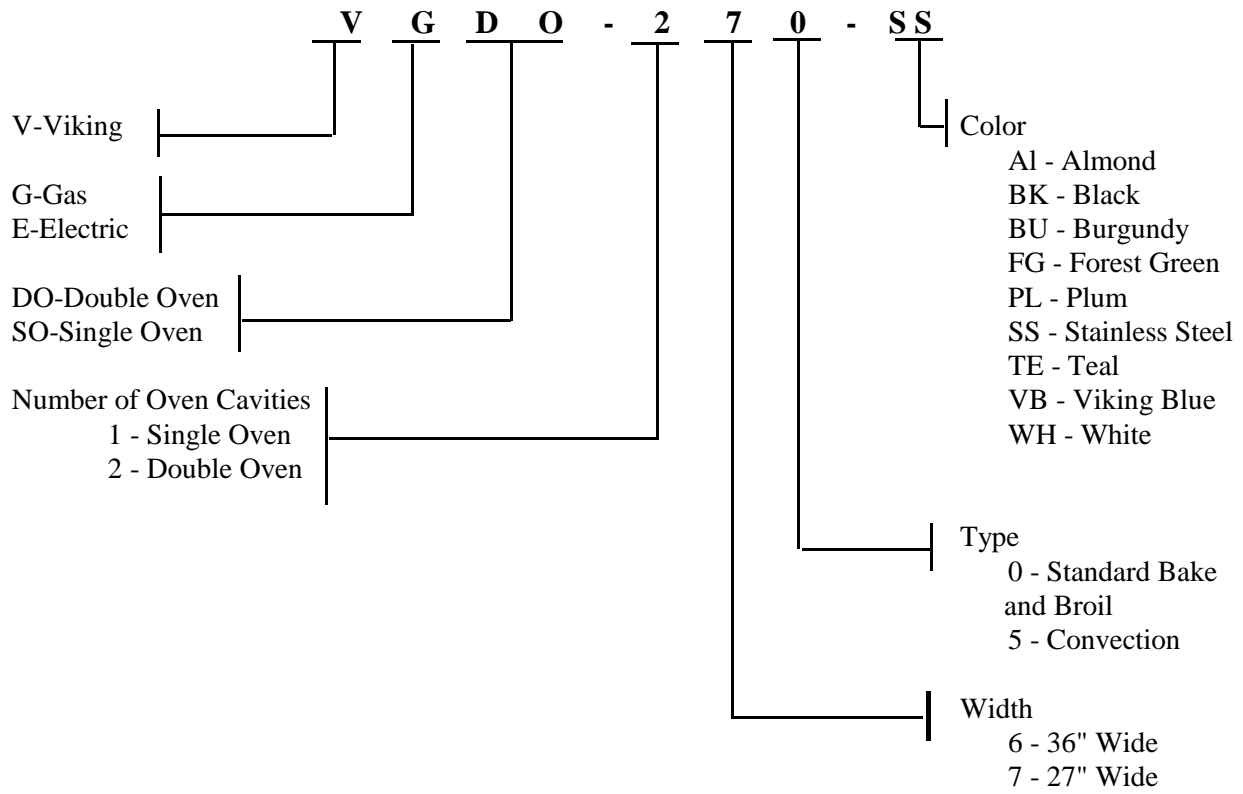 V G D O - 2 7 0 - SS
V-Viking
G-Gas
E-Electric
DO-Double Oven
SO-Single Oven
Number of Oven Cavities
1 - Single Oven
2 - Double Oven
Color
Al - Almond
BK - Black
BU - Burgundy
FG - Forest Green
PL - Plum
SS - Stainless Steel
TE - Teal
VB - Viking Blue
WH - White
Type
0 - Standard Bake
and Broil
5 - Convection
Width
6 - 36" Wide
7 - 27" Wide